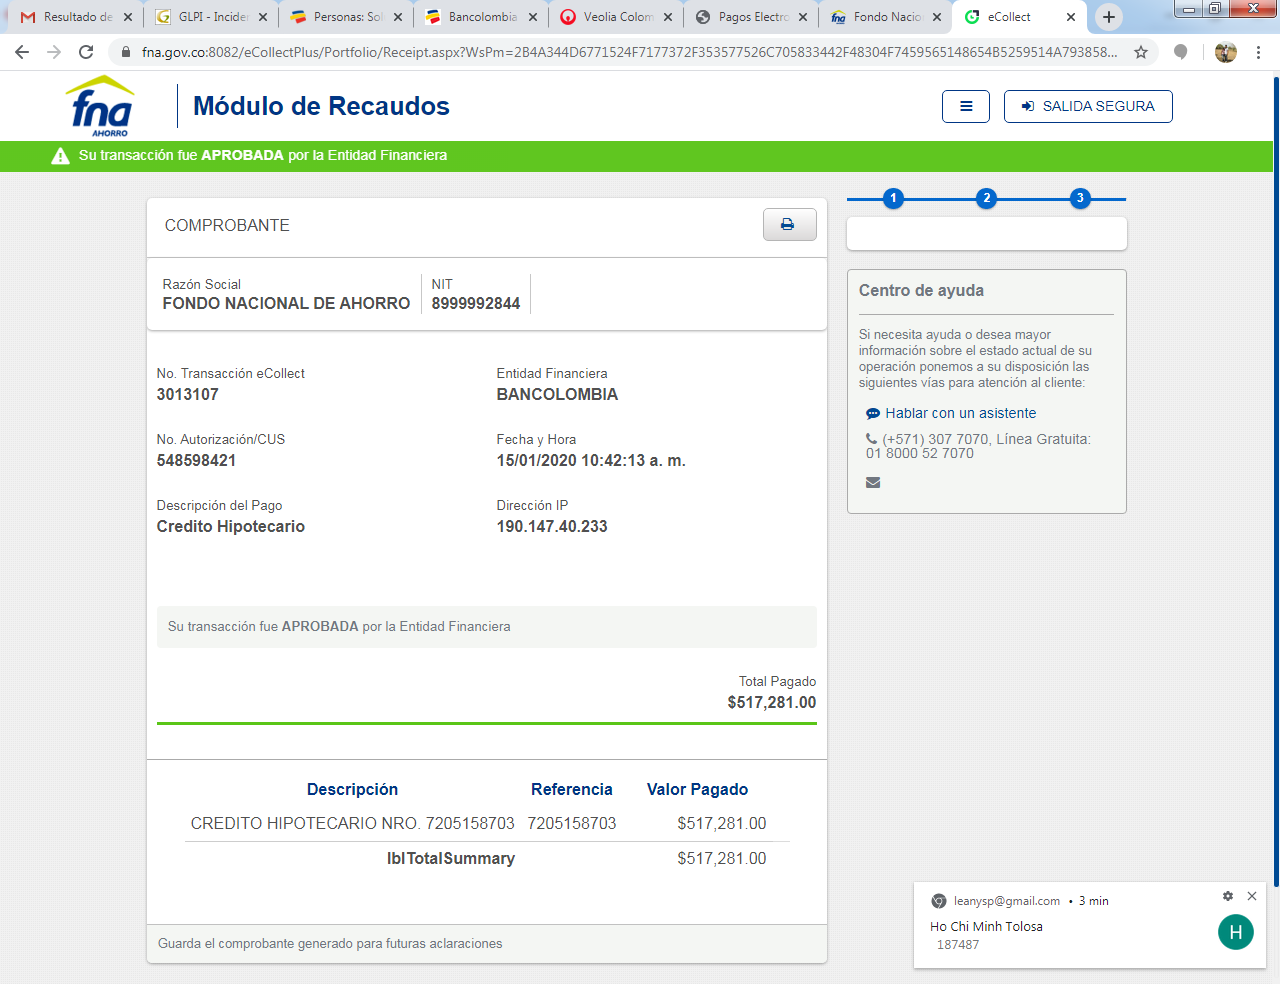 Resultado de
GLPI - Inciden
Personas: Sol
Bancolombia
Veolia Colom
Pagos Electro
Fondo Nacio
eCollect
fna.gov.co:8082/eCollectPlus/Portfolio/Receipt.aspx?WsPm=2B4A344D6771524F7177372F353577526C705833442F48304F7459565148654B5259514A793858...
fna
AHORRO
Módulo de Recaudos
SALIDA SEGURA
Su transacción fue APROBADA por la Entidad Financiera
COMPROBANTE
1 2 3
Razón Social
FONDO NACIONAL DE AHORRO
NIT
8999992844
No. Transacción eCollect
3013107
Entidad Financiera
BANCOLOMBIA
No. Autorización/CUS
548598421
Fecha y Hora
15/01/2020 10:42:13 a. m.
Descripción del Pago
Credito Hipotecario
Dirección IP
190.147.40.233
Su transacción fue APROBADA por la Entidad Financiera
Total Pagado
$517,281.00
Descripción Referencia Valor Pagado
CREDITO HIPOTECARIO NRO. 7205158703 7205158703 $517,281.00
lblTotalSummary $517,281.00
Guarda el comprobante generado para futuras aclaraciones
Centro de ayuda
Si necesita ayuda o desea mayor
información sobre el estado actual de su
operación ponemos a su disposición las
siguientes vías para atención al cliente:
Hablar con un asistente
(+571) 307 7070, Línea Gratuita:
01 8000 52 7070
leanysp@gmail.com • 3 min
Ho Chi Minh Tolosa
187487
H